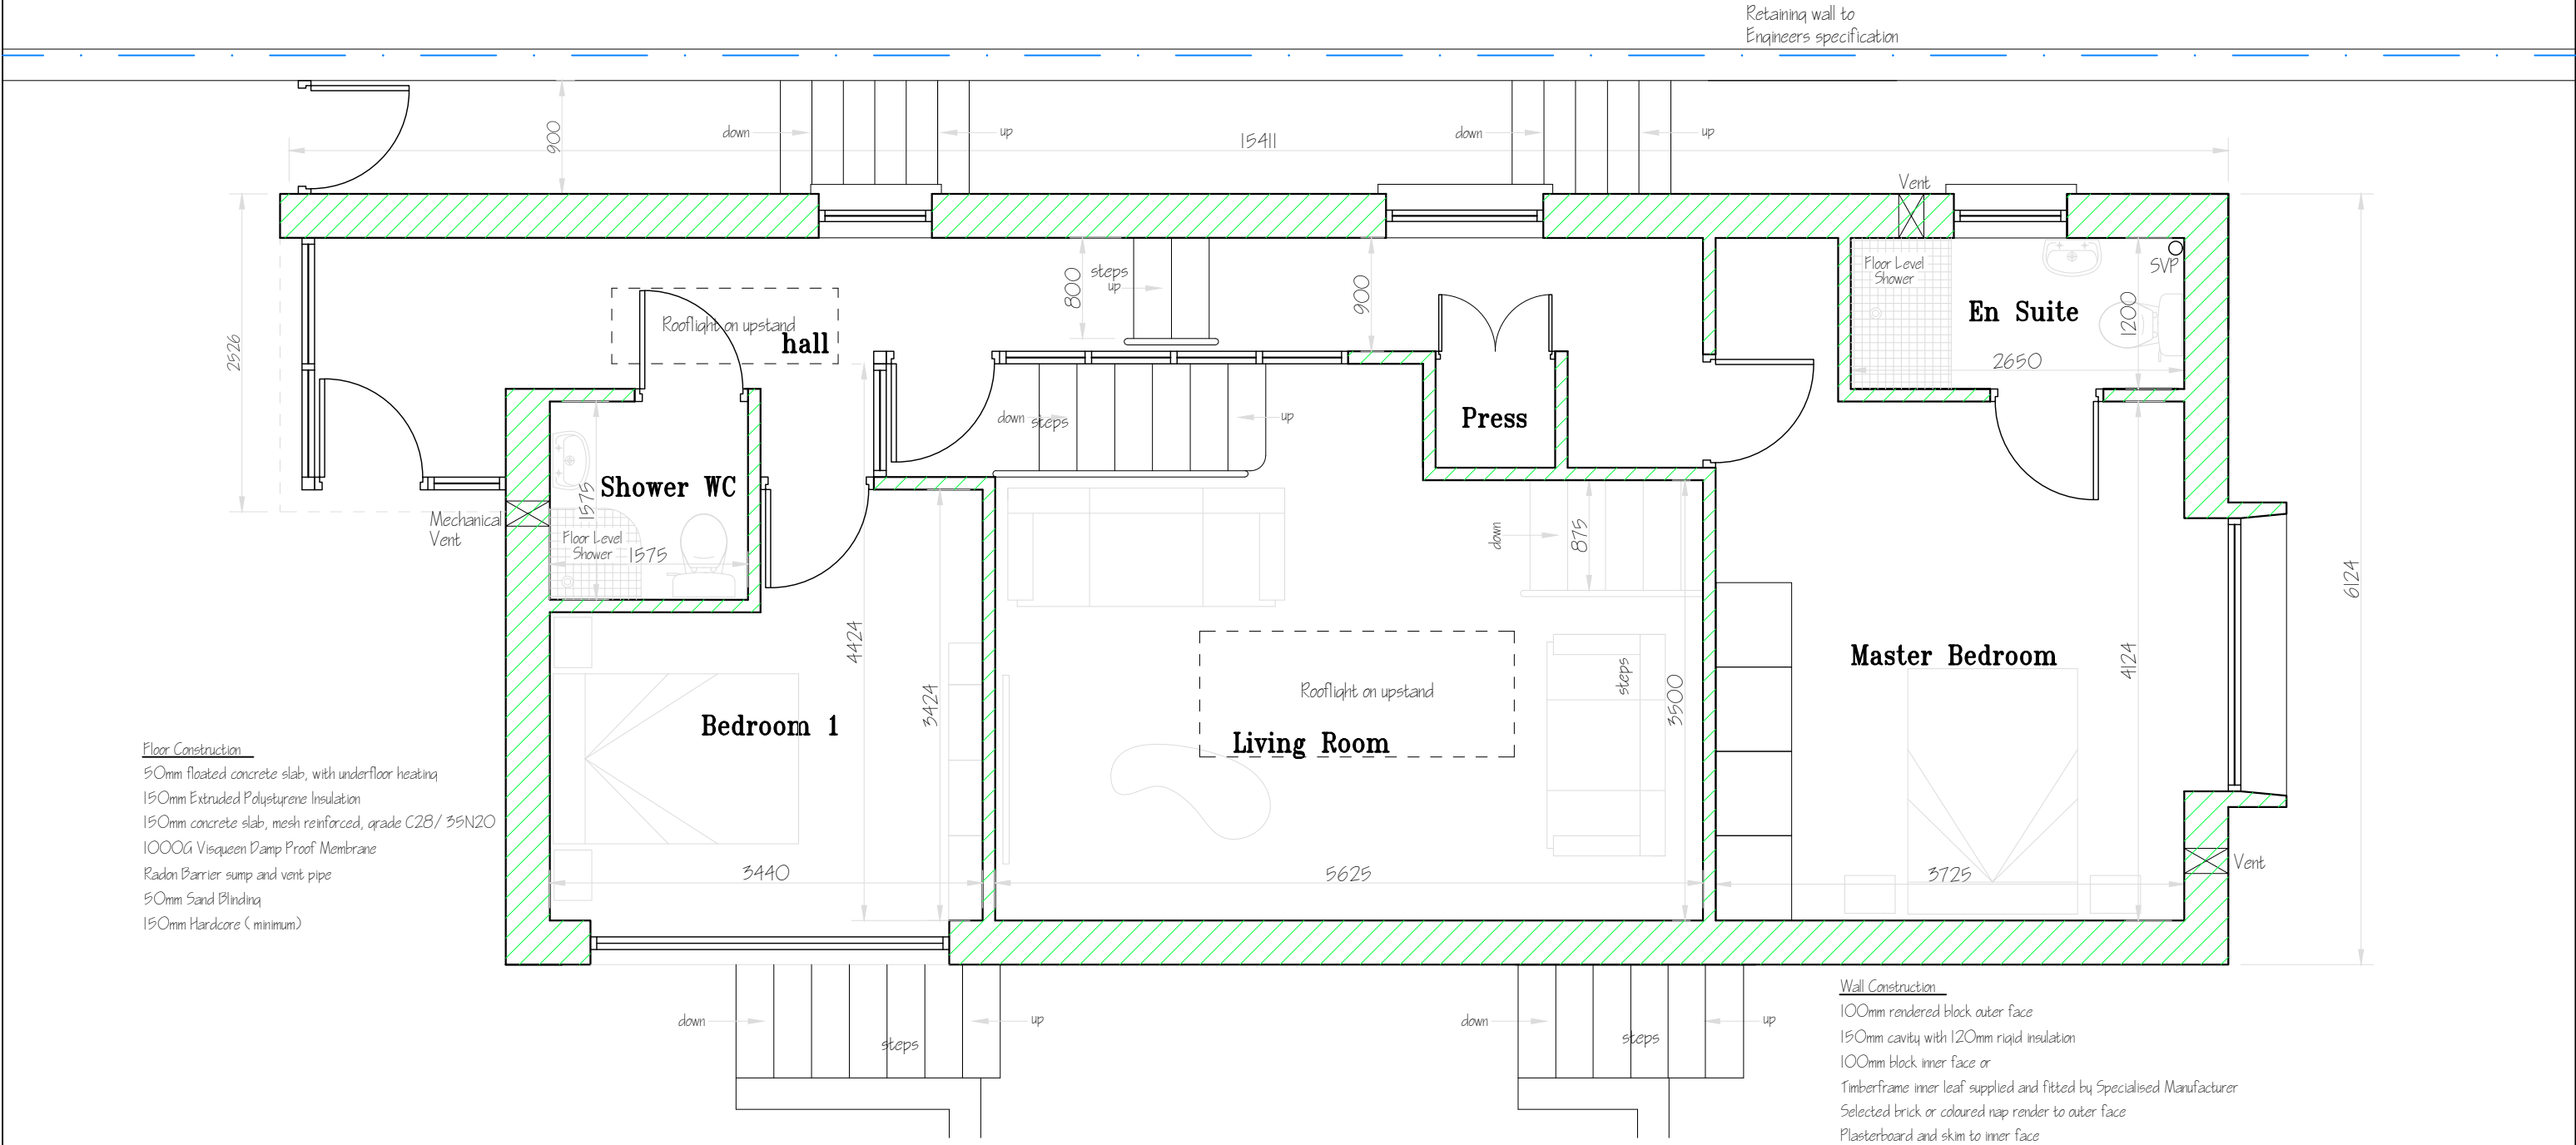 Retaining wall to
Engineers specification
down
up
down
up
900
15411
Vent
Floor Level
Shower
SVP
En Suite
1200
2650
2526
Rooflight on upstand
hall
800
steps
up
900
down
steps
up
Press
Shower WC
1575
Floor Level
Shower
1575
Mechanical
Vent
down
875
6124
4424
3424
Bedroom 1
Rooflight on upstand
Living Room
steps
3500
Master Bedroom
4124
3440
5625
3725
Vent
Floor Construction
50mm floated concrete slab, with underfloor heating
150mm Extruded Polystyrene Insulation
150mm concrete slab, mesh reinforced, grade C28/ 35N20
1000G Visqueen Damp Proof Membrane
Radon Barrier sump and vent pipe
50mm Sand Blinding
150mm Hardcore ( minimum)
down
steps
up
down
steps
up
Wall Construction
100mm rendered block outer face
150mm cavity with 120mm rigid insulation
100mm block inner face or
Timberframe inner leaf supplied and fitted by Specialised Manufacturer
Selected brick or coloured nap render to outer face
Plasterboard and skim to inner face